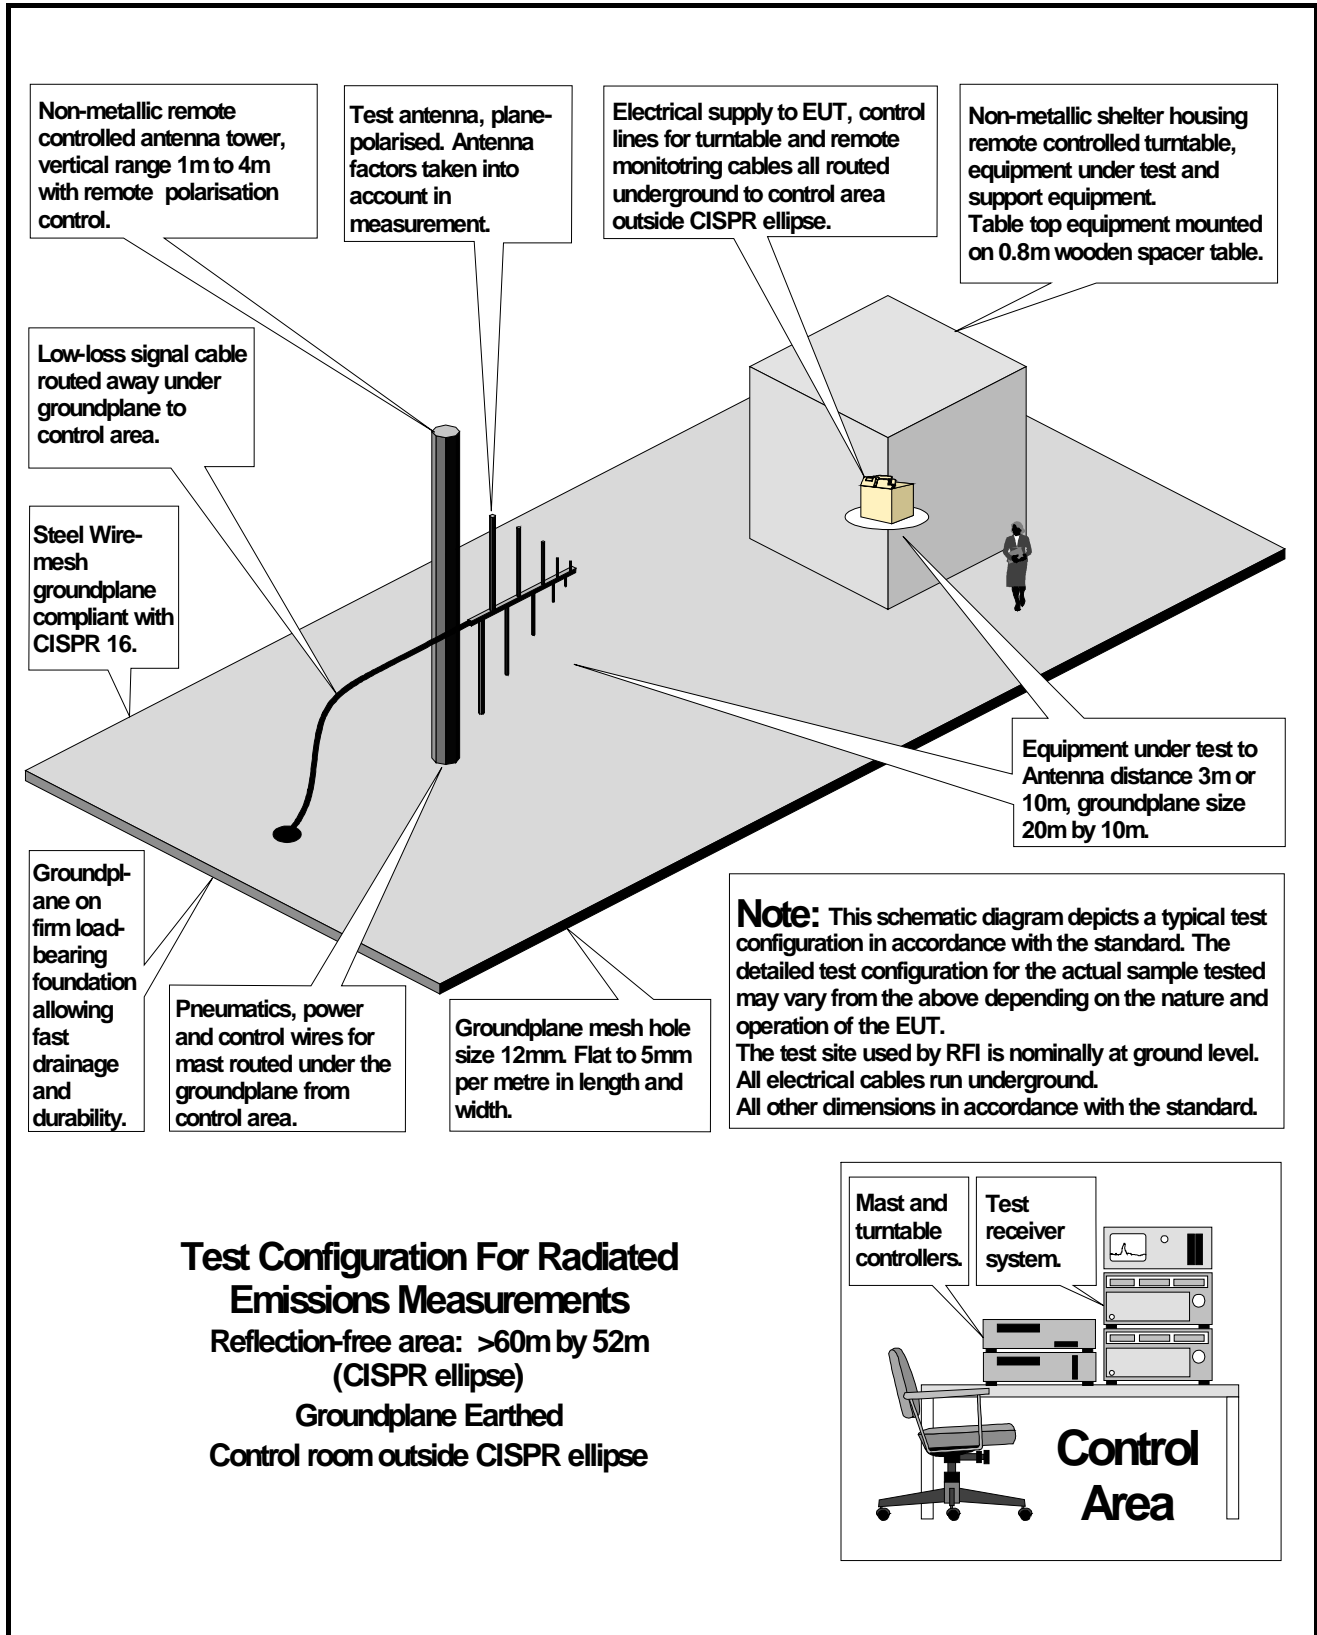 Non-metallic remote
controlled antenna tower,
vertical range 1m to 4m
with remote polarisation
control.
Test antenna, plane-
polarised. Antenna
factors taken into
account in
measurement.
Electrical supply to EUT, control
lines for turntable and remote
monitotring cables all routed
underground to control area
outside CISPR ellipse.
Non-metallic shelter housing
remote controlled turntable,
equipment under test and
support equipment.
Table top equipment mounted
on 0.8m wooden spacer table.
Low-loss signal cable
routed away under
groundplane to
control area.
Steel Wire-
mesh
groundplane
compliant with
CISPR 16.
Equipment under test to
Antenna distance 3m or
10m, groundplane size
20m by 10m.
Groundpl-
ane on
firm load-
bearing
foundation
allowing
fast
drainage
and
durability.
Pneumatics, power
and control wires for
mast routed under the
groundplane from
control area.
Groundplane mesh hole
size 12mm. Flat to 5mm
per metre in length and
width.
Note: This schematic diagram depicts a typical test
configuration in accordance with the standard. The
detailed test configuration for the actual sample tested
may vary from the above depending on the nature and
operation of the EUT.
The test site used by RFI is nominally at ground level.
All electrical cables run underground.
All other dimensions in accordance with the standard.
Test Configuration For Radiated
Emissions Measurements
Reflection-free area: >60m by 52m
(CISPR ellipse)
Groundplane Earthed
Control room outside CISPR ellipse
Mast and
turntable
controllers.
Test
receiver
system.
Control
Area